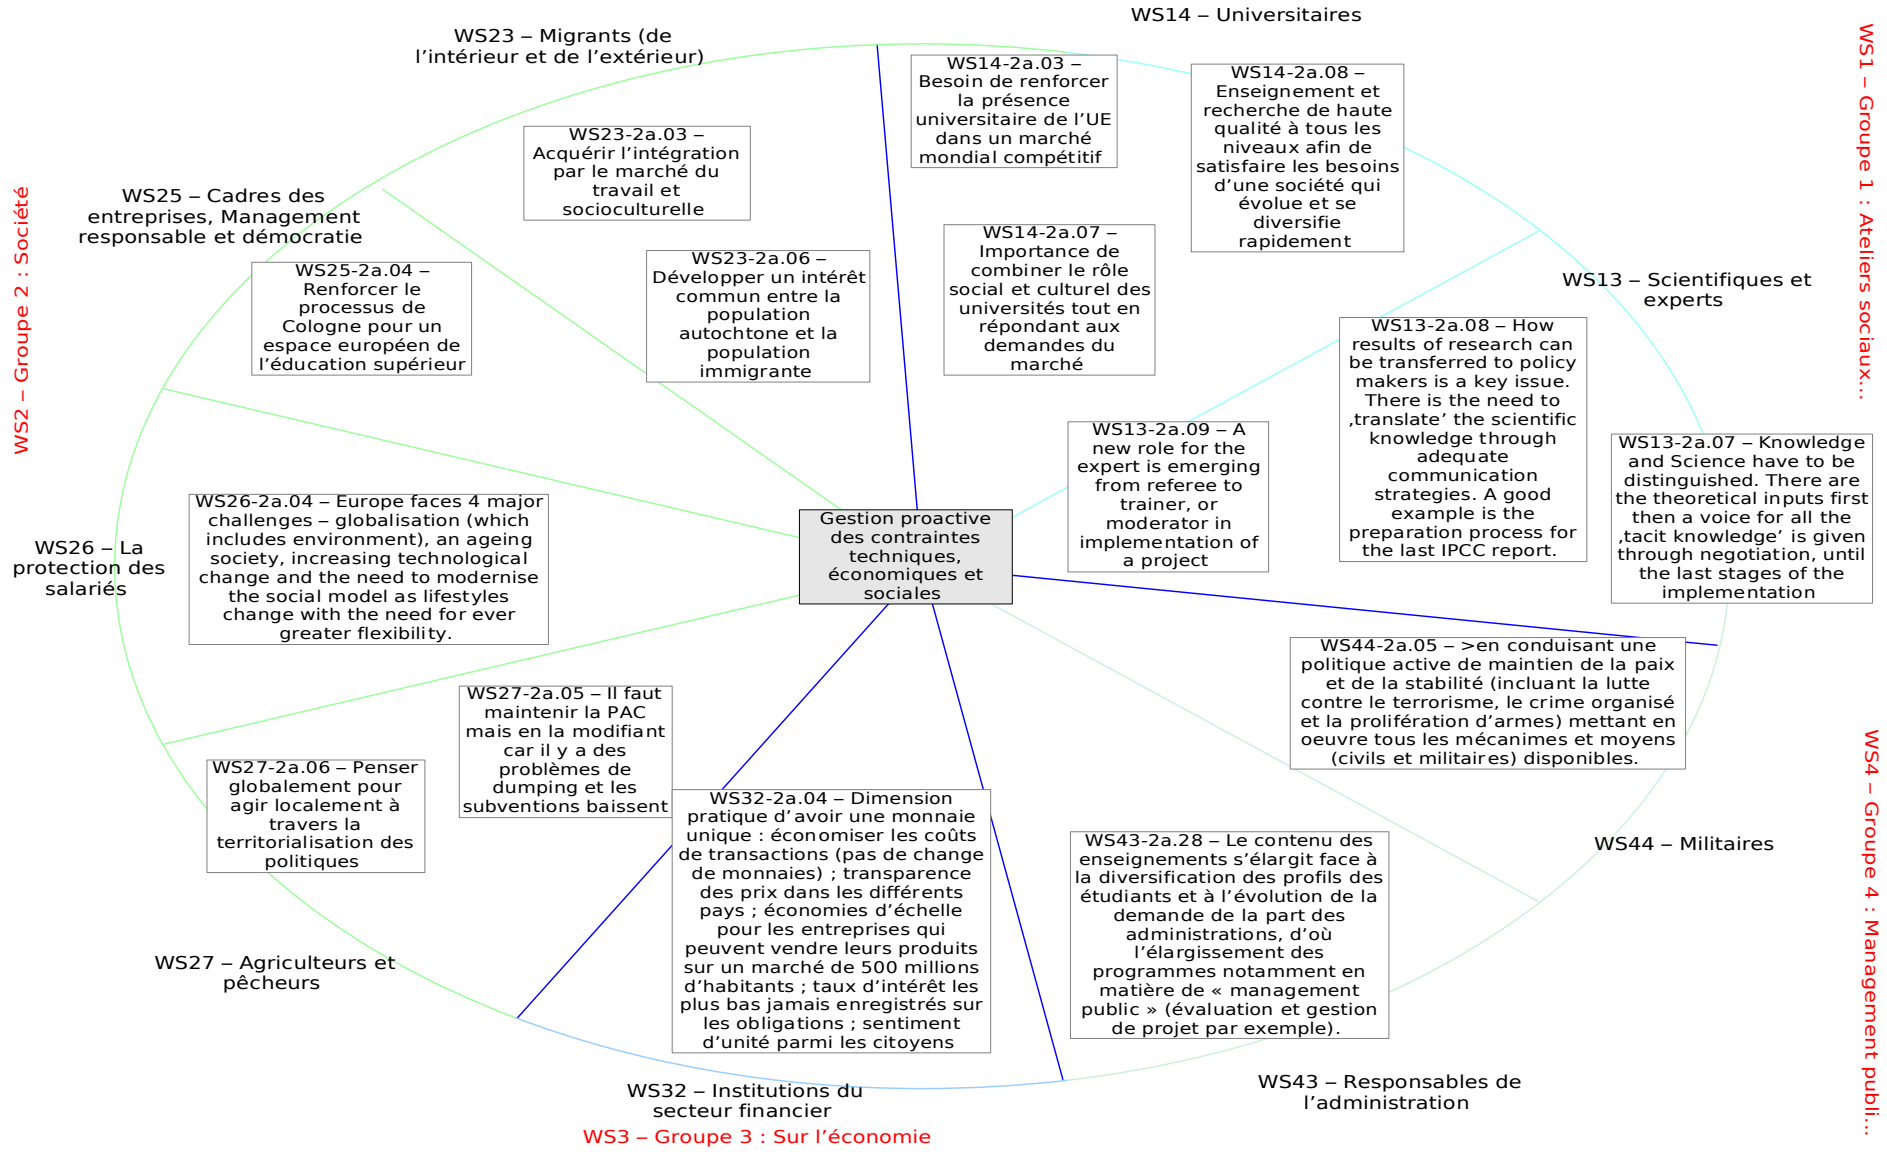 WS14 – Universitaires
WS23 – Migrants (de
l’intérieur et de l’extérieur)
WS1 – Groupe 1 : Ateliers sociaux...
WS14-2a.03 –
Besoin de renforcer
la présence
universitaire de l’UE
dans un marché
mondial compétitif
WS14-2a.08 –
Enseignement et
recherche de haute
qualité à tous les
niveaux afin de
satisfaire les besoins
d’une société qui
évolue et se
diversifie
rapidement
WS23-2a.03 –
Acquérir l’intégration
par le marché du
travail et
socioculturelle
WS25 – Cadres des
entreprises, Management
responsable et démocratie
WS2 – Groupe 2 : Société
WS14-2a.07 –
Importance de
combiner le rôle
social et culturel des
universités tout en
répondant aux
demandes du
marché
WS23-2a.06 –
Développer un intérêt
commun entre la
population
autochtone et la
population
immigrante
WS25-2a.04 –
Renforcer le
processus de
Cologne pour un
espace européen de
l’éducation supérieur
WS13 – Scientifiques et
experts
WS13-2a.08 – How
results of research can
be transferred to policy
makers is a key issue.
There is the need to
‚translate’ the scientific
knowledge through
adequate
communication
strategies. A good
example is the
preparation process for
the last IPCC report.
WS13-2a.09 – A
new role for the
expert is emerging
from referee to
trainer, or
moderator in
implementation of
a project
WS13-2a.07 – Knowledge
and Science have to be
distinguished. There are
the theoretical inputs first
then a voice for all the
‚tacit knowledge’ is given
through negotiation, until
the last stages of the
implementation
WS26-2a.04 – Europe faces 4 major
challenges – globalisation (which
includes environment), an ageing
society, increasing technological
change and the need to modernise
the social model as lifestyles
change with the need for ever
greater flexibility.
Gestion proactive
des contraintes
techniques,
économiques et
sociales
WS26 – La
protection des
salariés
WS44-2a.05 – >en conduisant une
politique active de maintien de la paix
et de la stabilité (incluant la lutte
contre le terrorisme, le crime organisé
et la prolifération d’armes) mettant en
oeuvre tous les mécanimes et moyens
(civils et militaires) disponibles.
WS27-2a.05 – Il faut
maintenir la PAC
mais en la modifiant
car il y a des
problèmes de
dumping et les
subventions baissent
WS4 – Groupe 4 : Management publi...
WS27-2a.06 – Penser
globalement pour
agir localement à
travers la
territorialisation des
politiques
WS32-2a.04 – Dimension
pratique d’avoir une monnaie
unique : économiser les coûts
de transactions (pas de change
de monnaies) ; transparence
des prix dans les différents
pays ; économies d’échelle
pour les entreprises qui
peuvent vendre leurs produits
sur un marché de 500 millions
d’habitants ; taux d’intérêt les
plus bas jamais enregistrés sur
les obligations ; sentiment
d’unité parmi les citoyens
WS43-2a.28 – Le contenu des
enseignements s’élargit face à
la diversification des profils des
étudiants et à l’évolution de la
demande de la part des
administrations, d’où
l’élargissement des
programmes notamment en
matière de « management
public » (évaluation et gestion
de projet par exemple).
WS44 – Militaires
WS27 – Agriculteurs et
pêcheurs
WS32 – Institutions du
secteur financier
WS43 – Responsables de
l’administration
WS3 – Groupe 3 : Sur l’économie